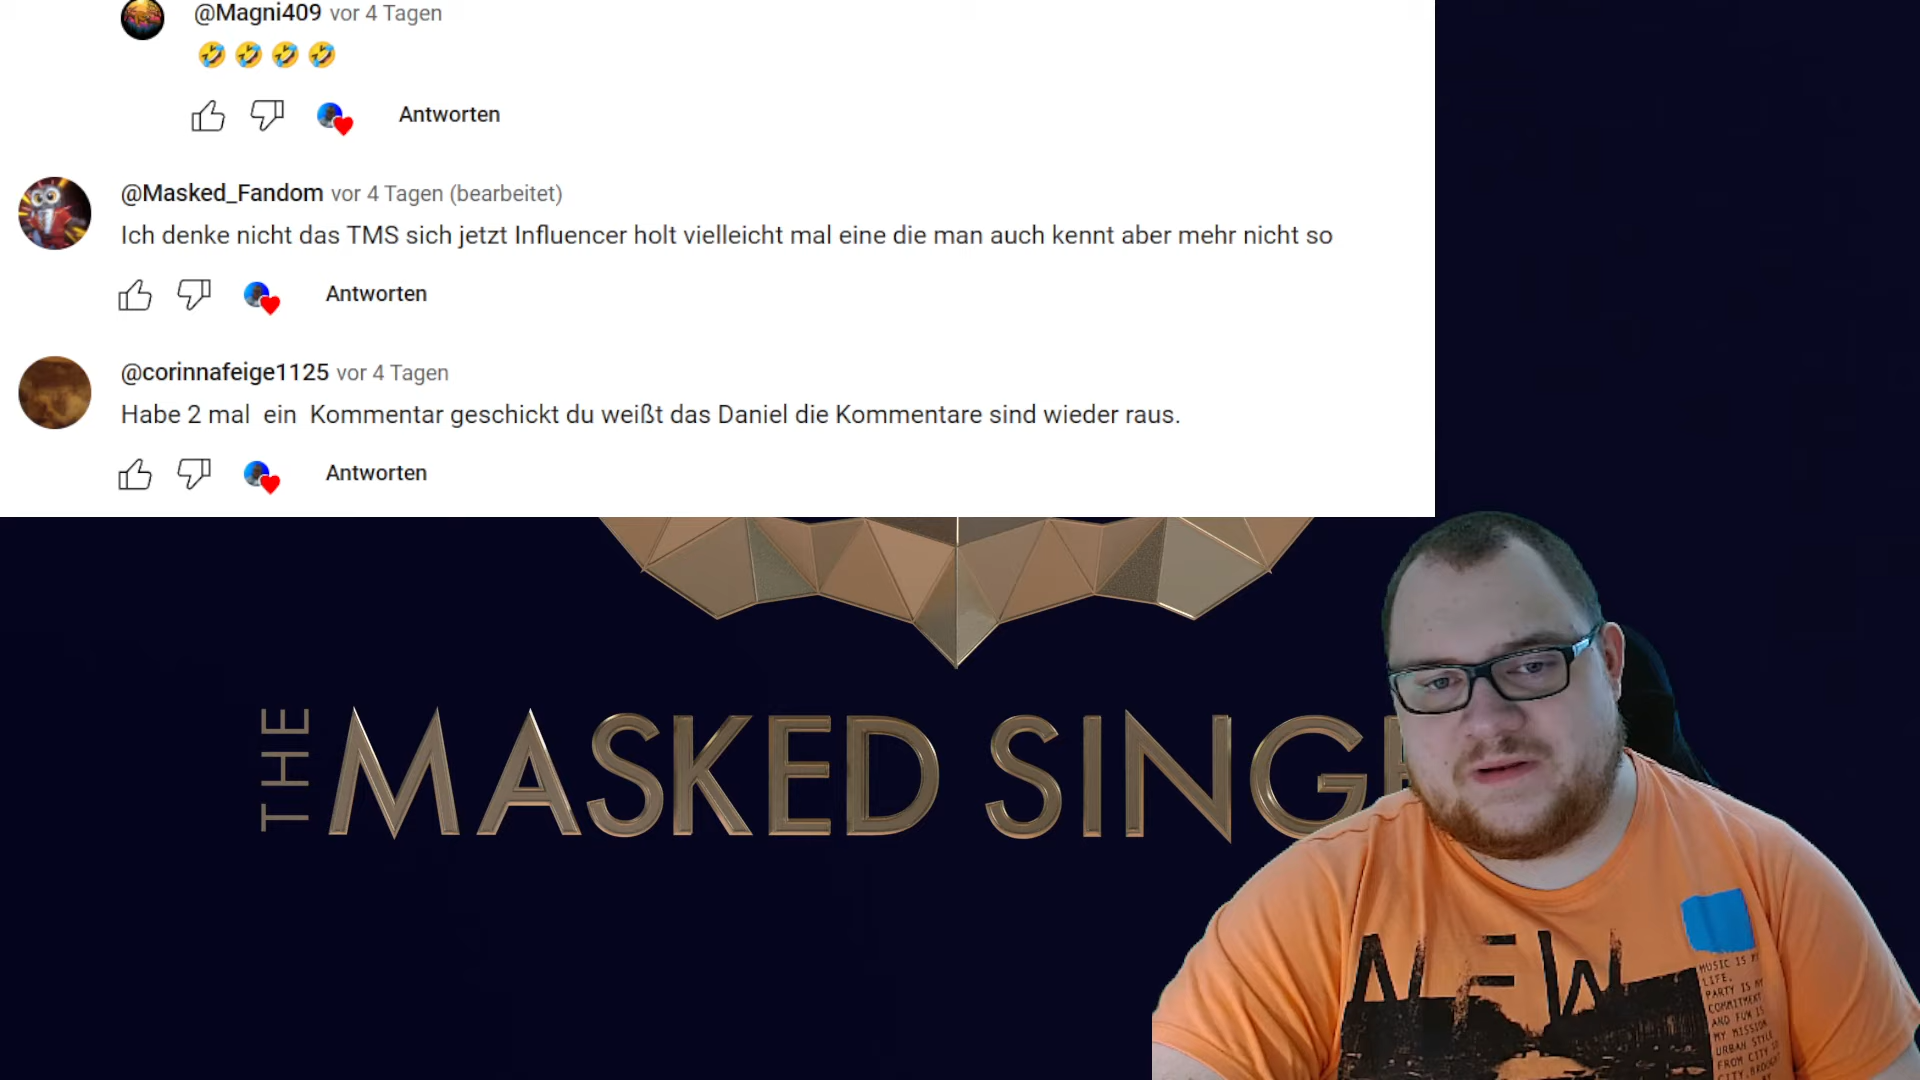 @Magni409 vor 4 Tagen
🤣 🤣 🤣 🤣
Antworten
@Masked_Fandom vor 4 Tagen (bearbeitet)
Ich denke nicht das TMS sich jetzt Influencer holt vielleicht mal eine die man auch kennt aber mehr nicht so
Antworten
@corinnafeige1125 vor 4 Tagen
Habe 2 mal ein Kommentar geschickt du weißt das Daniel die Kommentare sind wieder raus.
Antworten
THE MASKED SING
NEW
MUSIC IS
LIFE.
PARTY IS
COMMITMENT
AND FUN IS
MY MISSION
URBAN STYLE
FROM CITY